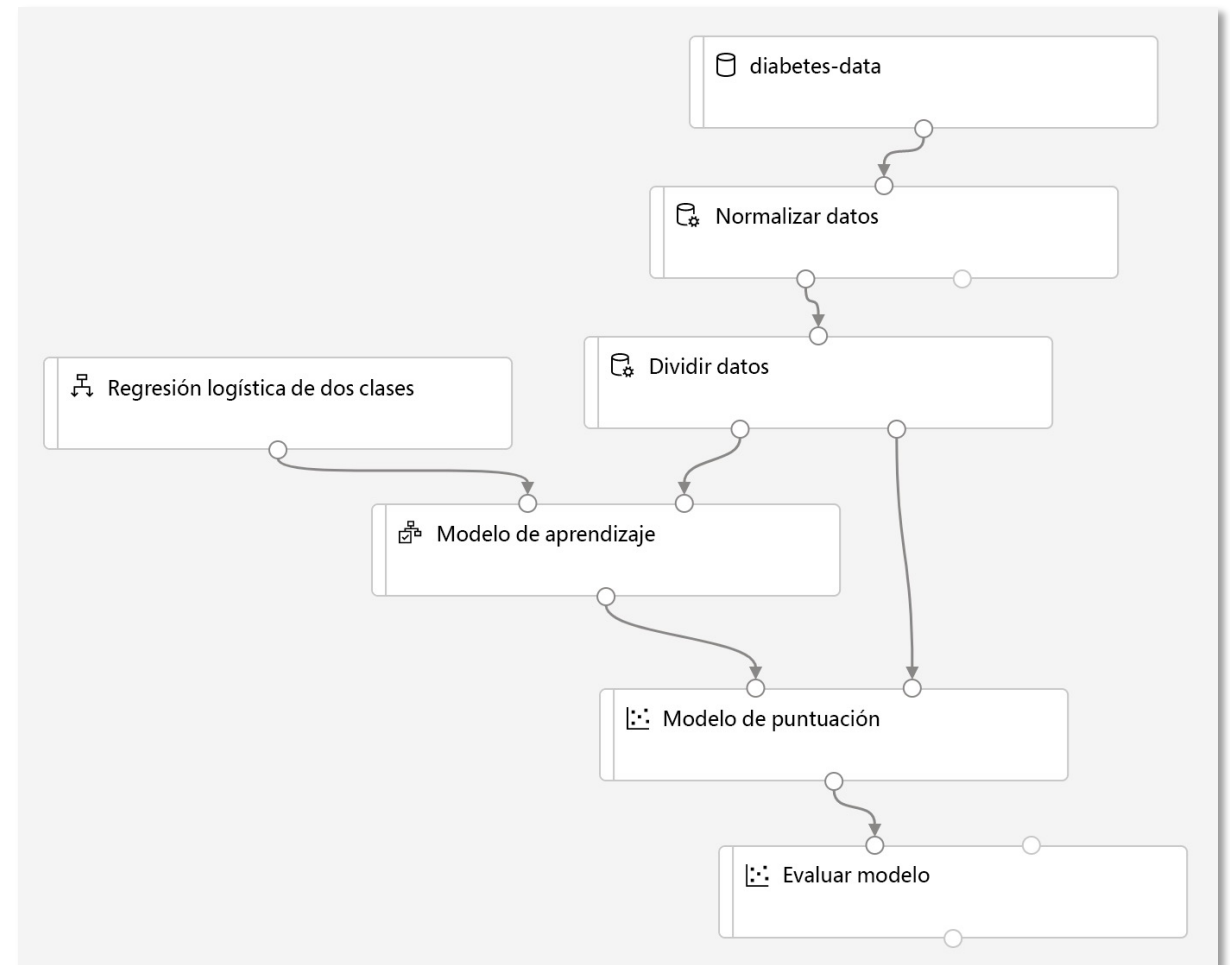 diabetes-data
Normalizar datos
Dividir datos
Regresión logística de dos clases
Modelo de aprendizaje
Modelo de puntuación
Evaluar modelo